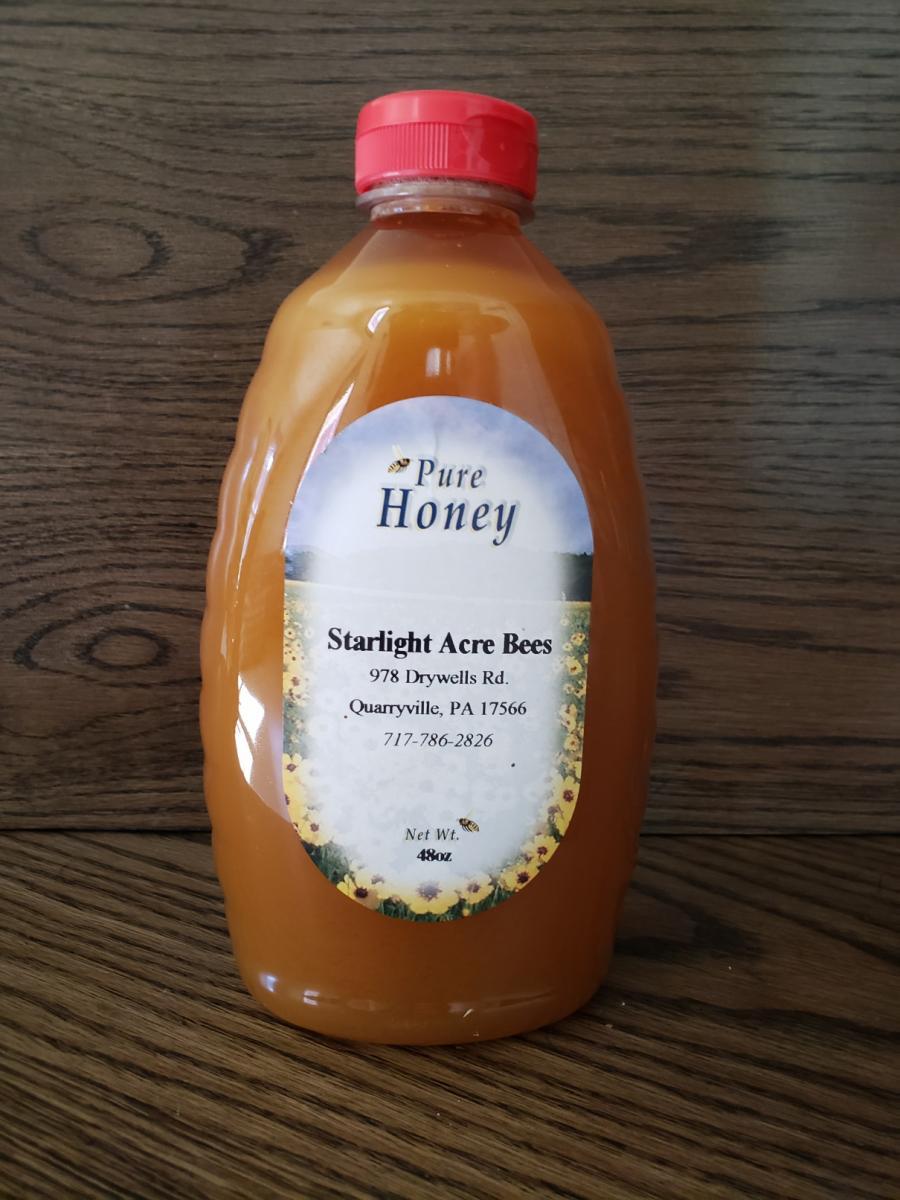 Pure
Honey
Starlight Acre Bees
978 Drywells Rd.
Quarryville, PA 17566
717-786-2826
Net Wt.
48oz